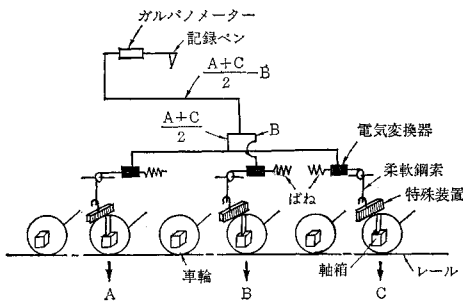 ガルバノメーター
記録ペン
A+C
2
-B
A+C
2
B
電気変換器
柔軟鋼素
特殊装置
ばね
車輪
軸箱
レール
A
B
C